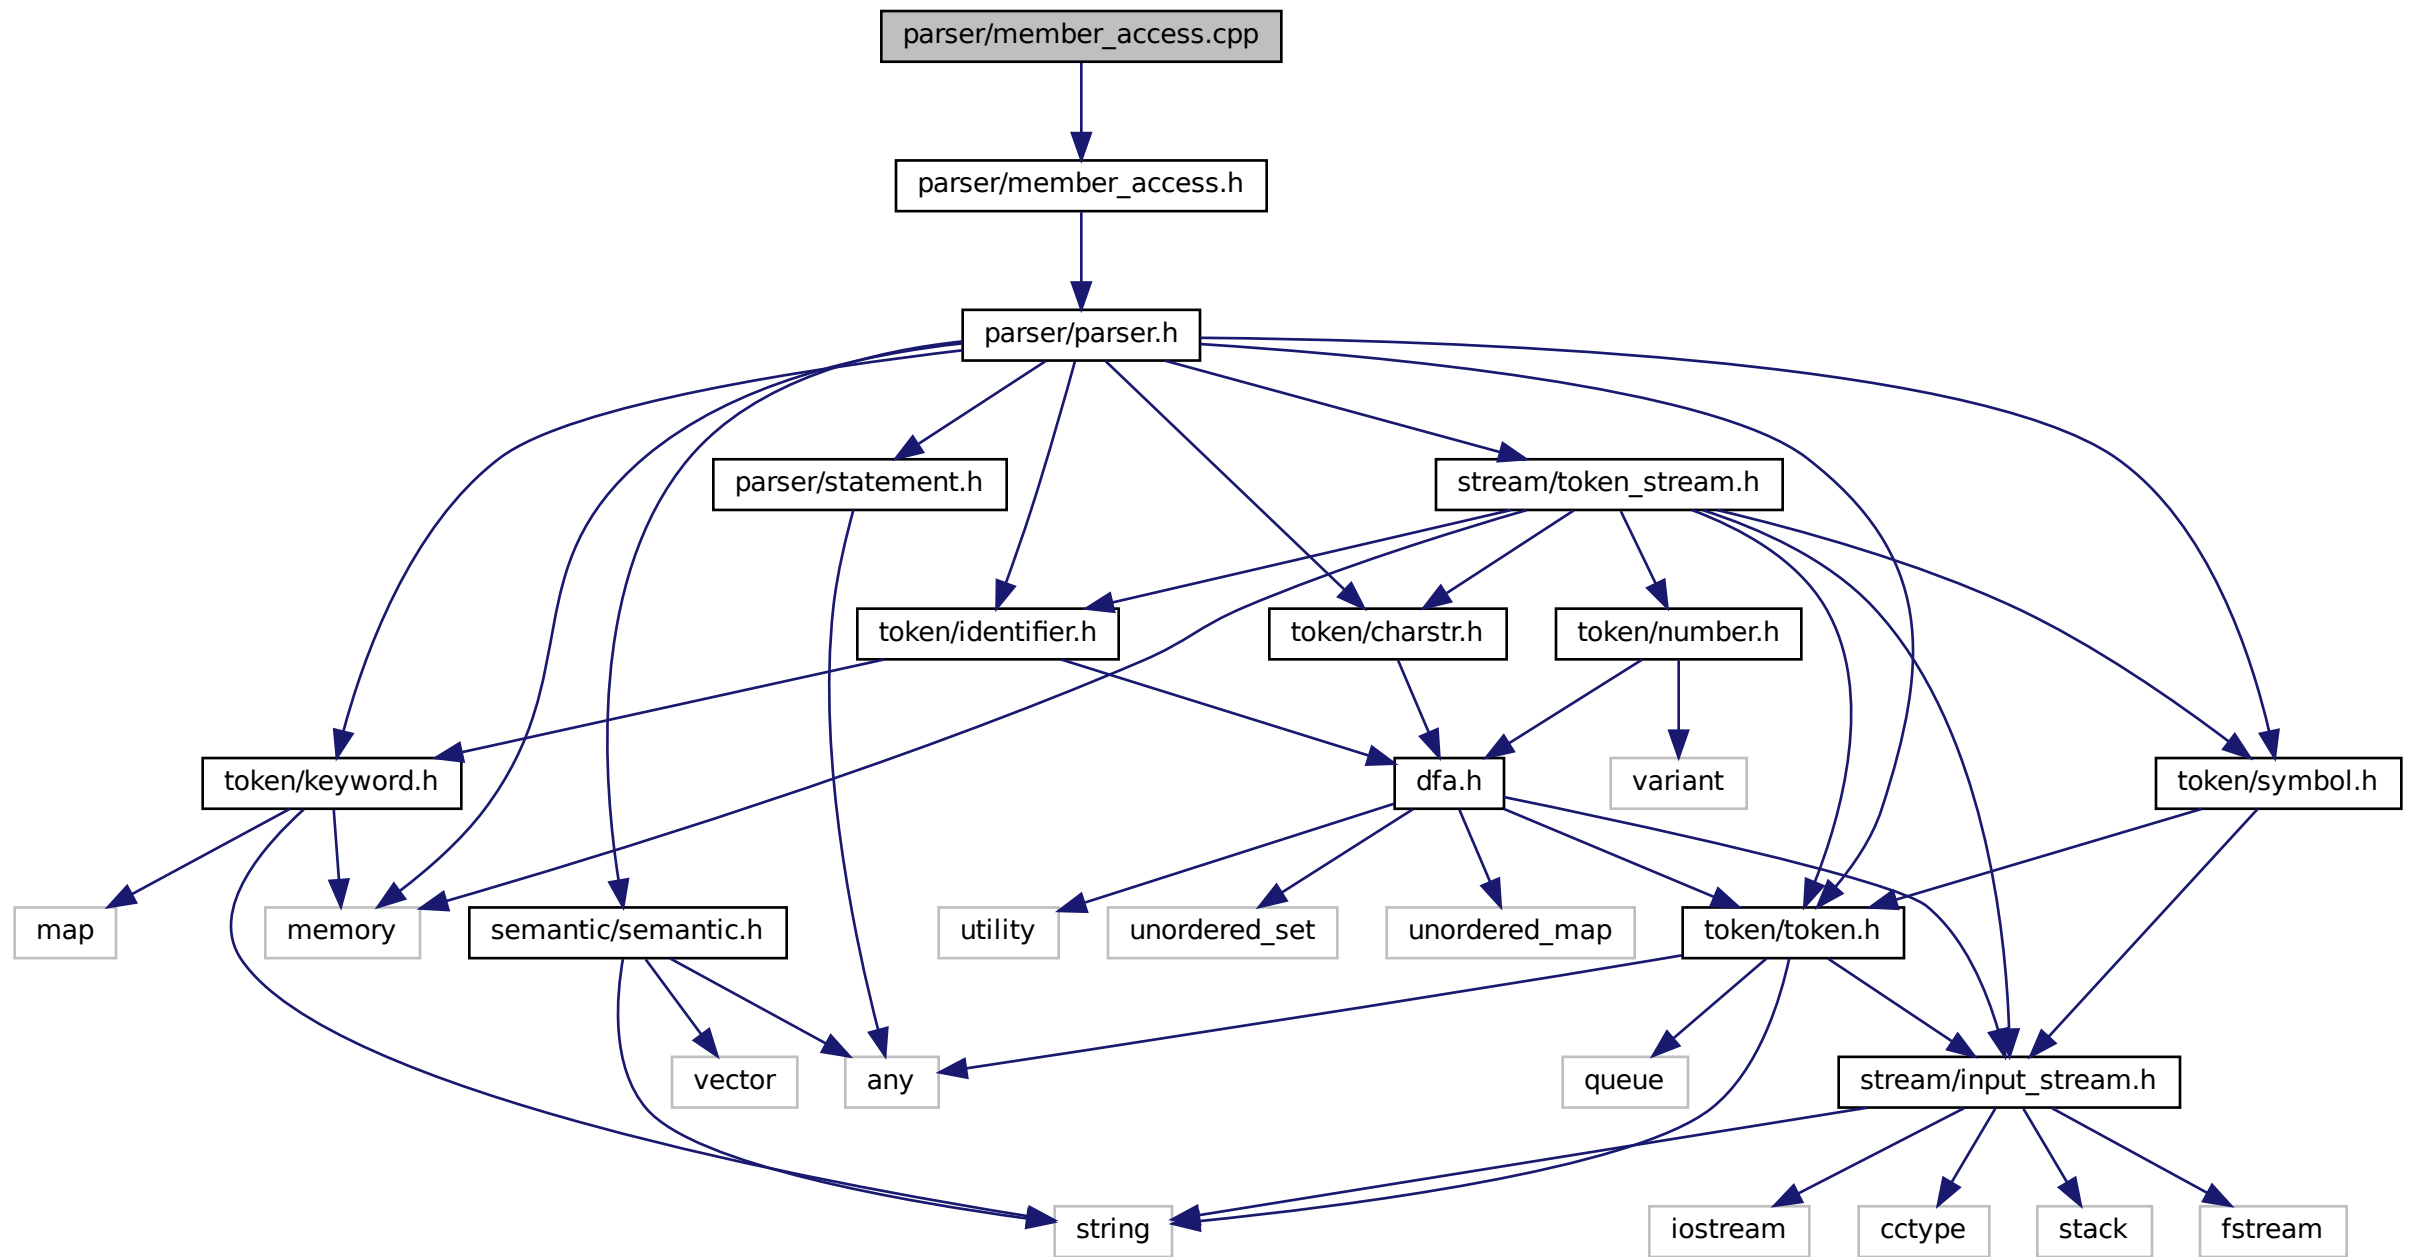 parser/member_access.cpp
parser/member_access.h
parser/parser.h
parser/statement.h
stream/token_stream.h
token/identifier.h
token/charstr.h
token/number.h
token/keyword.h
dfa.h
variant
token/symbol.h
map
memory
semantic/semantic.h
utility
unordered_set
unordered_map
token/token.h
vector
any
queue
stream/input_stream.h
string
iostream
cctype
stack
fstream